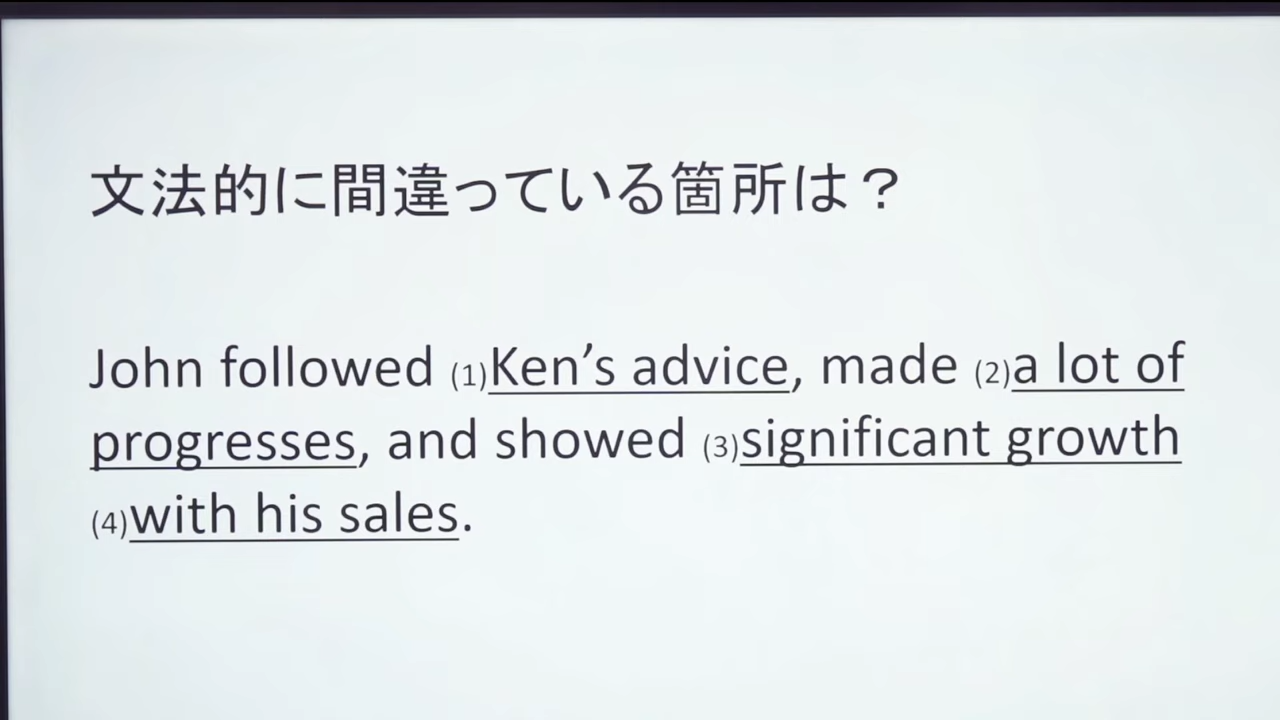 文法的に間違っている箇所は？
John followed (1)Ken’s advice, made (2)a lot of
progresses, and showed (3)significant growth
(4)with his sales.